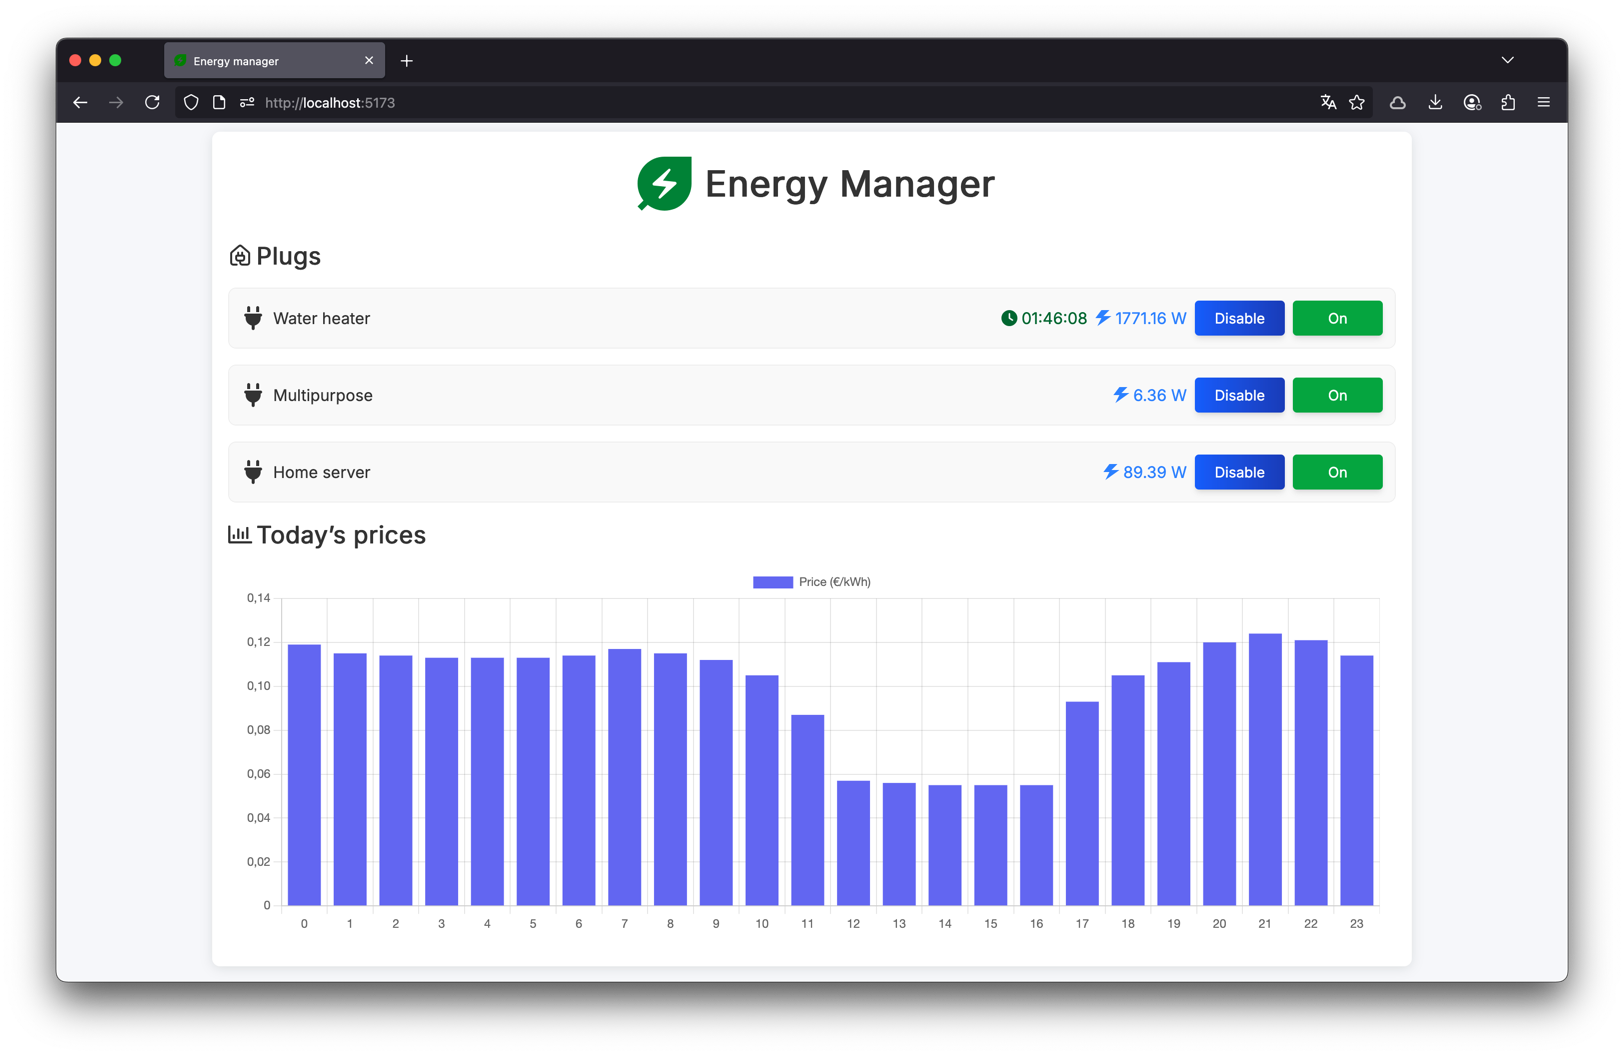 Energy manager
http://localhost:5173
Energy Manager
Plugs
Water heater 01:46:08 1771.16 W Disable On
Multipurpose 6.36 W Disable On
Home server 89.39 W Disable On
Today’s prices
Price (€/kWh)
0,14
0,12
0,10
0,08
0,06
0,04
0,02
0
0 1 2 3 4 5 6 7 8 9 10 11 12 13 14 15 16 17 18 19 20 21 22 23